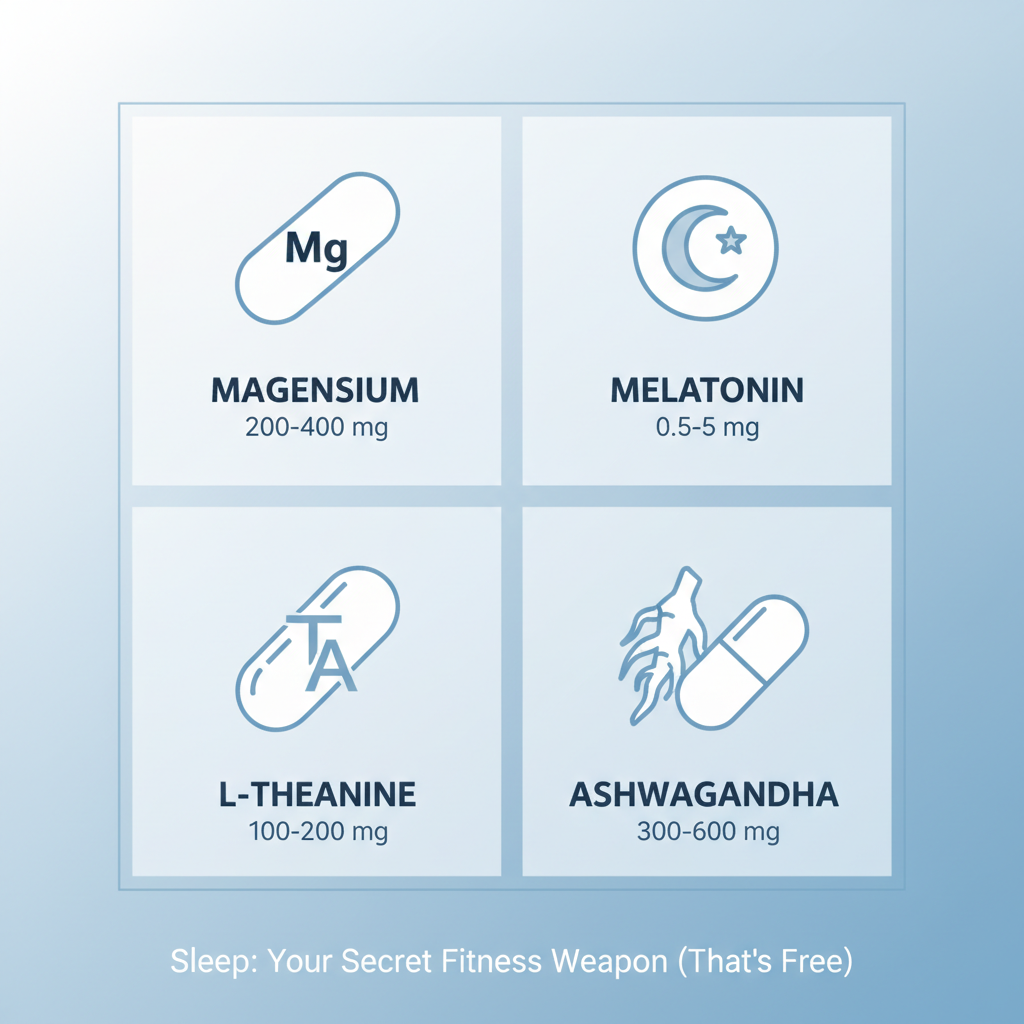 Mg
MAGENSIUM
200-400 mg
MELATONIN
0.5-5 mg
TA
L-THEANINE
100-200 mg
ASHWAGANDHA
300-600 mg
Sleep: Your Secret Fitness Weapon (That's Free)